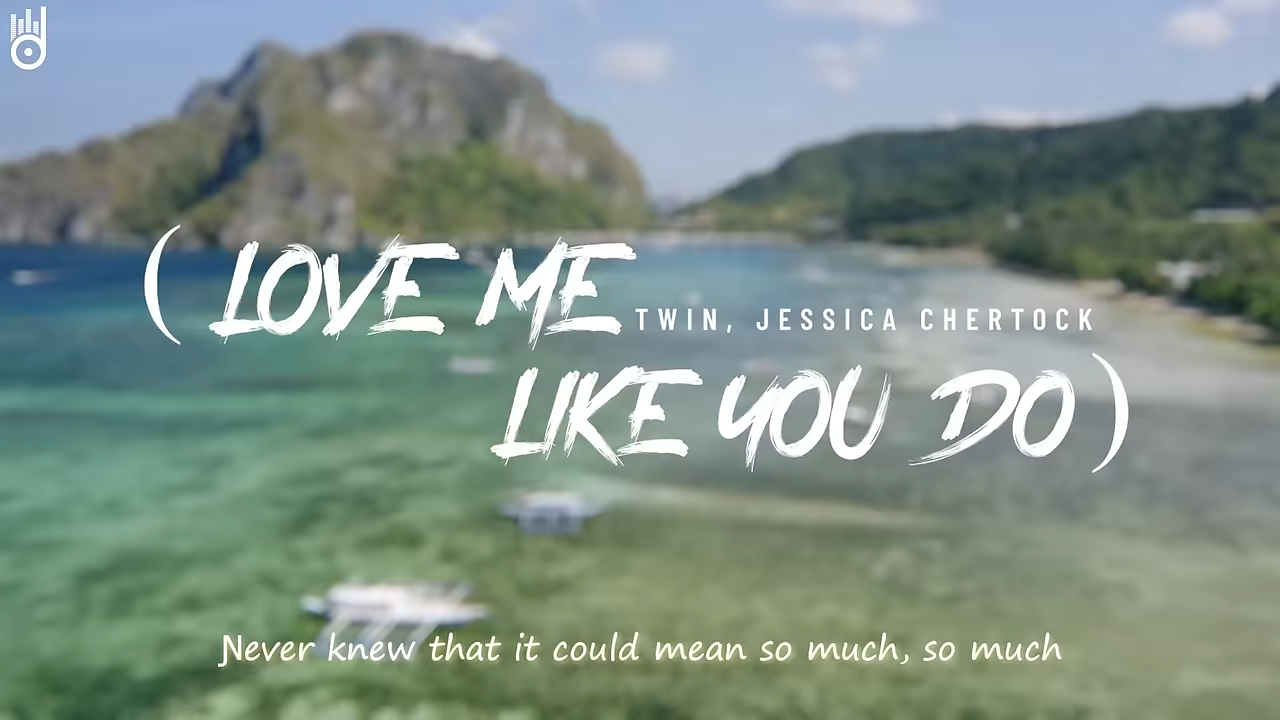 ( LOVE ME
TWIN, JESSICA CHERTOCK
LIKE YOU DO )
Never knew that it could mean so much, so much